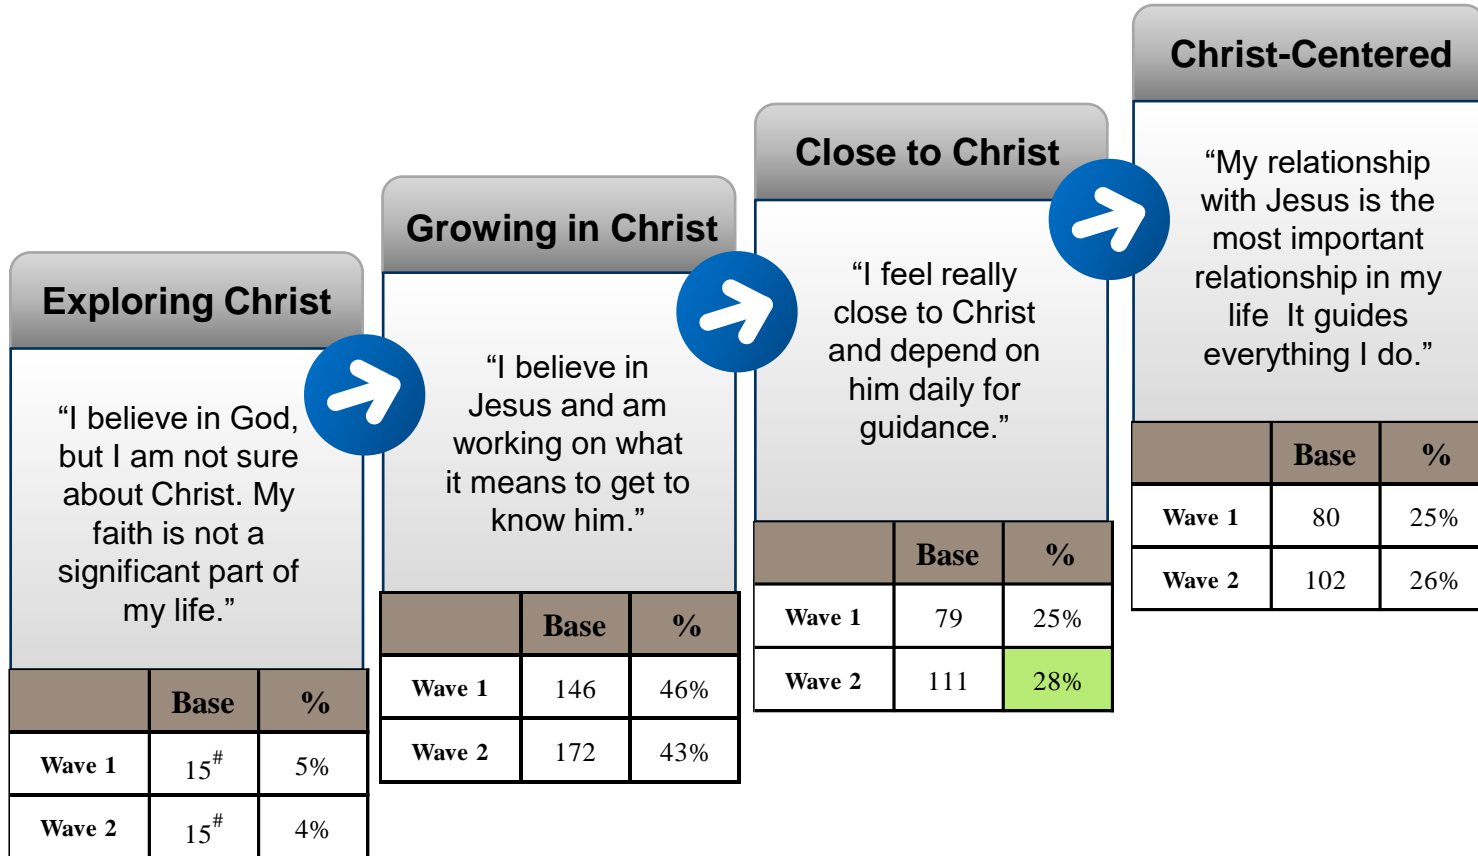 Exploring Christ
“I believe in God,
but I am not sure
about Christ. My
faith is not a
significant part of
my life.”
Base %
Wave 1 15# 5%
Wave 2 15# 4%
Growing in Christ
“I believe in
Jesus and am
working on what
it means to get to
know him.”
Base %
Wave 1 146 46%
Wave 2 172 43%
Close to Christ
“I feel really
close to Christ
and depend on
him daily for
guidance.”
Base %
Wave 1 79 25%
Wave 2 111 28%
Christ-Centered
“My relationship
with Jesus is the
most important
relationship in my
life  It guides
everything I do.”
Base %
Wave 1 80 25%
Wave 2 102 26%